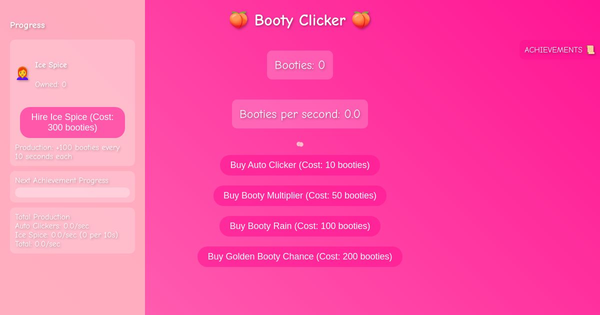 Progress
🍑 Booty Clicker 🍑
ACHIEVEMENTS 📜
Ice Spice
Owned: 0
Hire Ice Spice (Cost:
300 booties)
Production: +100 booties every
10 seconds each
Next Achievement Progress
Total Production:
Auto Clickers: 0.0/sec
Ice Spice: 0.0/sec (0 per 10s)
Total: 0.0/sec
Booties: 0
Booties per second: 0.0
Buy Auto Clicker (Cost: 10 booties)
Buy Booty Multiplier (Cost: 50 booties)
Buy Booty Rain (Cost: 100 booties)
Buy Golden Booty Chance (Cost: 200 booties)